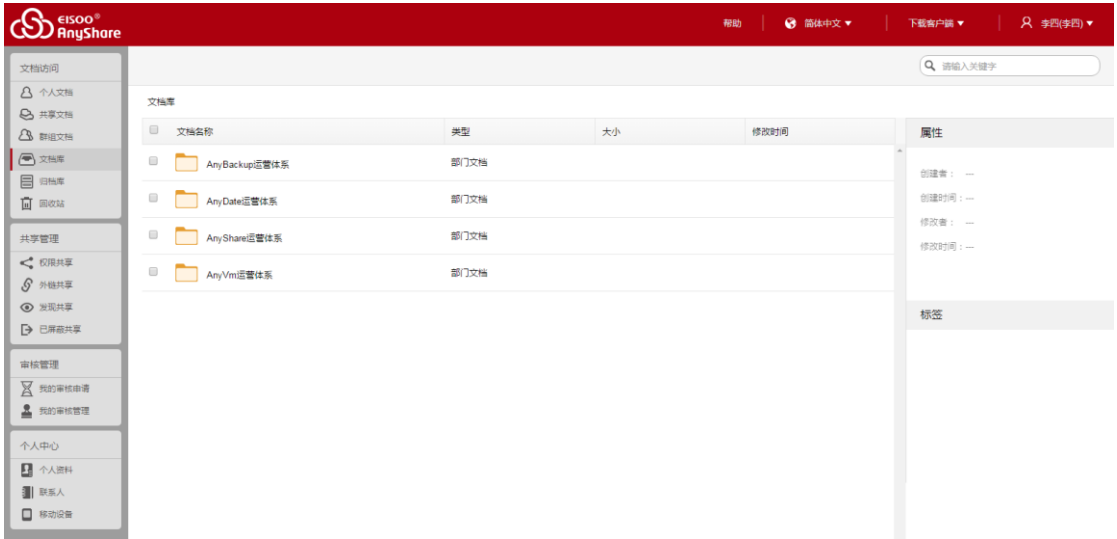 EISOO®
AnyShare
帮助
简体中文▼
下载客户端▼
李四(李四)▼
文档访问
个人文档
共享文档
群组文档
文档库
归档库
回收站
共享管理
权限共享
外链共享
发现共享
已屏蔽共享
审核管理
我的审核申请
我的审核管理
个人中心
个人资料
联系人
移动设备
请输入关键字
文档库
文档名称 类型 大小 修改时间
AnyBackup运营体系 部门文档
AnyDate运营体系 部门文档
AnyShare运营体系 部门文档
AnyVm运营体系 部门文档
属性
创建者： ---
创建时间：---
修改者： ---
修改时间：---
标签